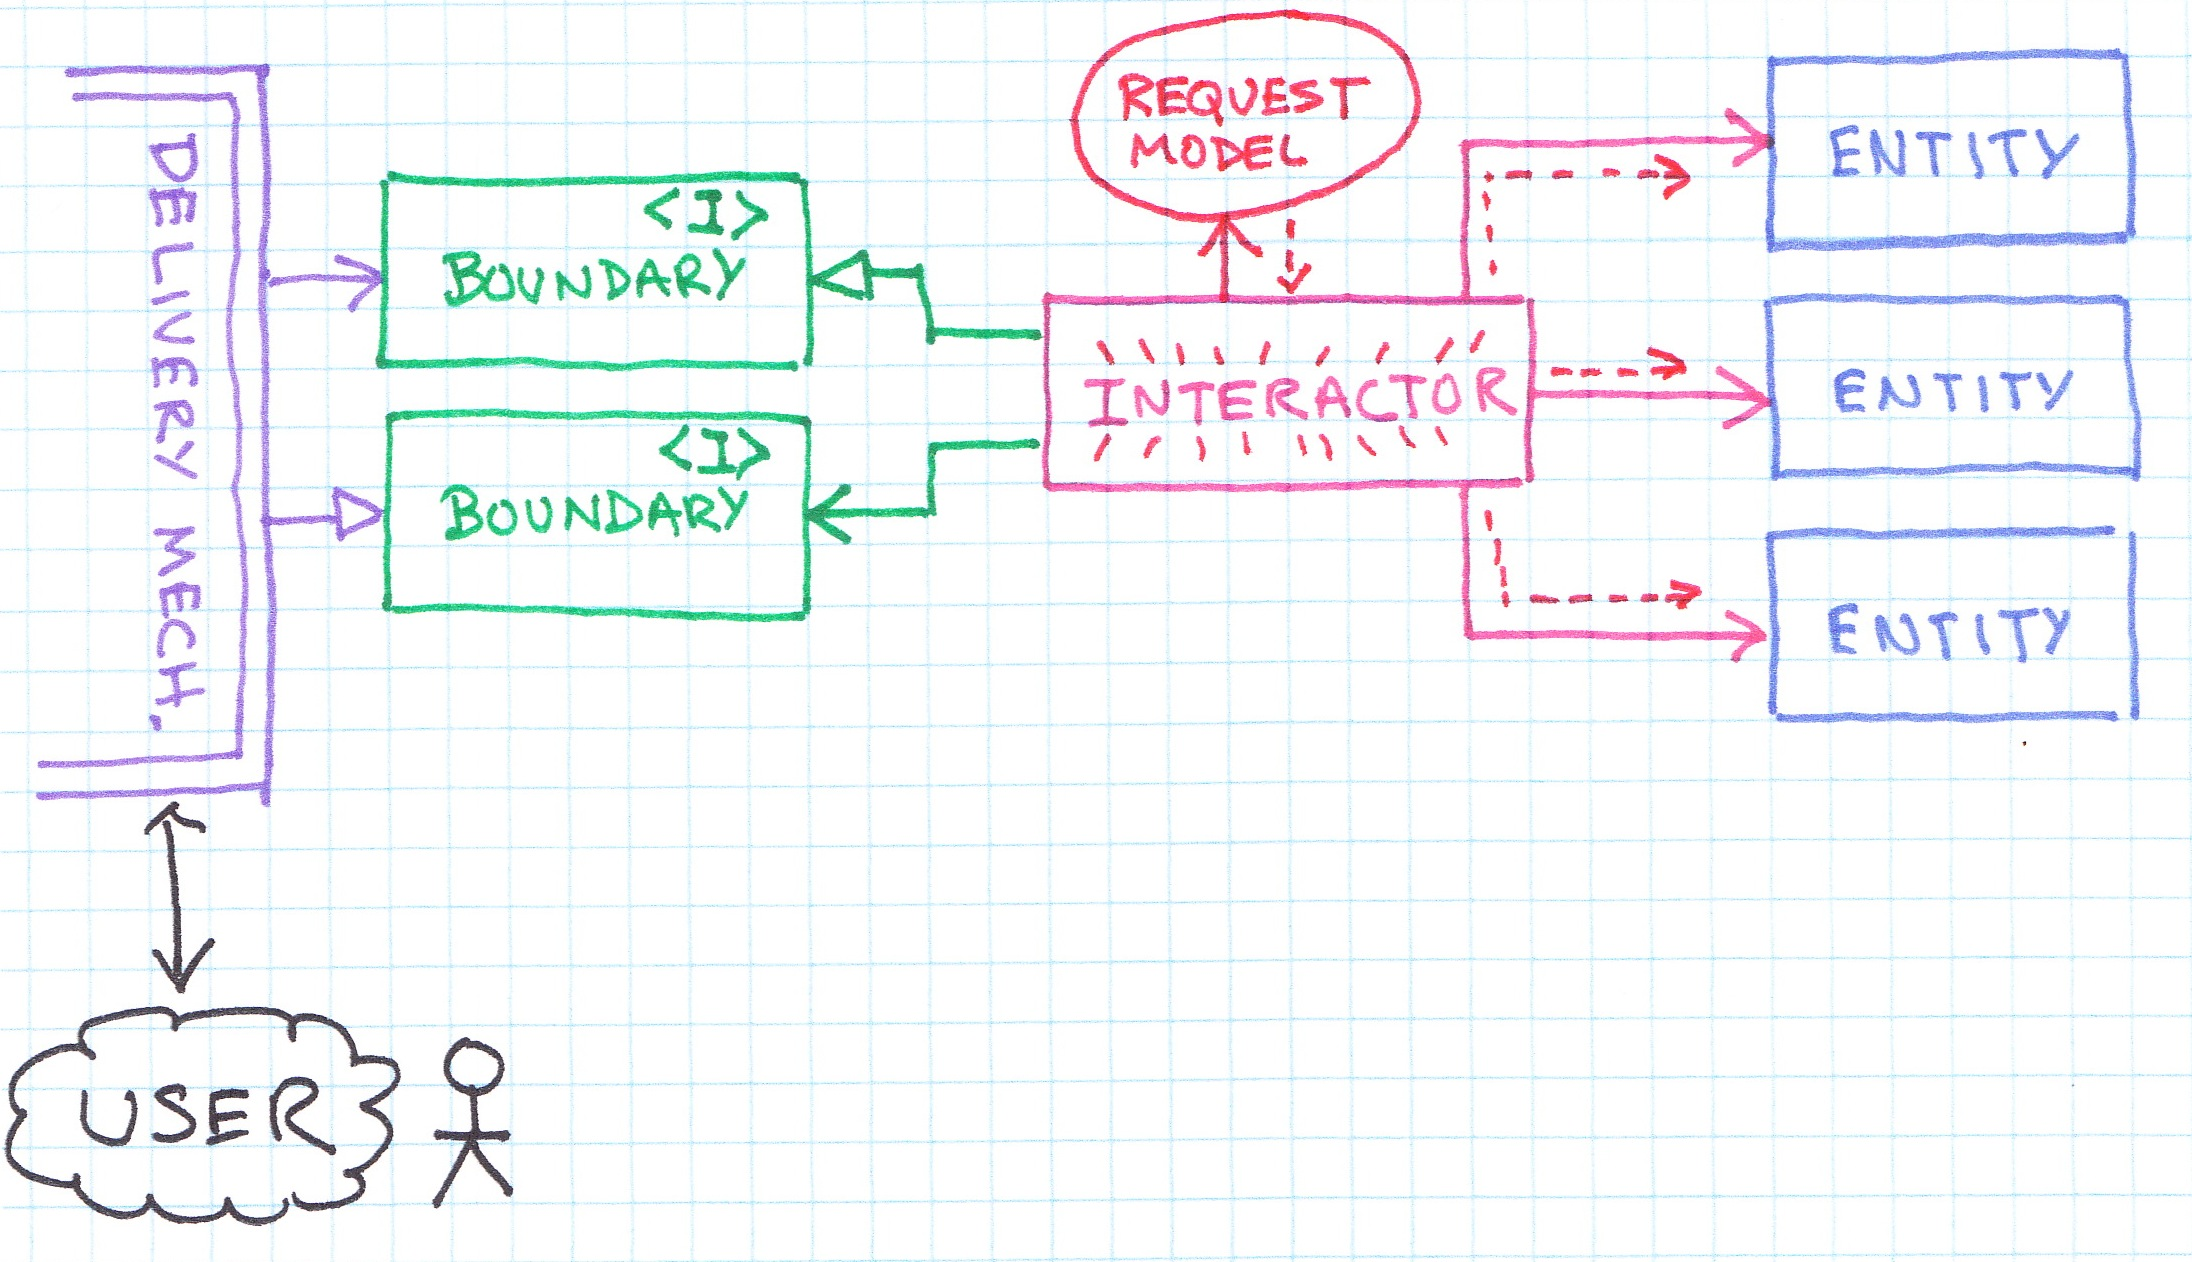 DELIVERY MECH.
<I>
BOUNDARY
<I>
BOUNDARY
REQUEST
MODEL
INTERACTOR
ENTITY
ENTITY
ENTITY
USER